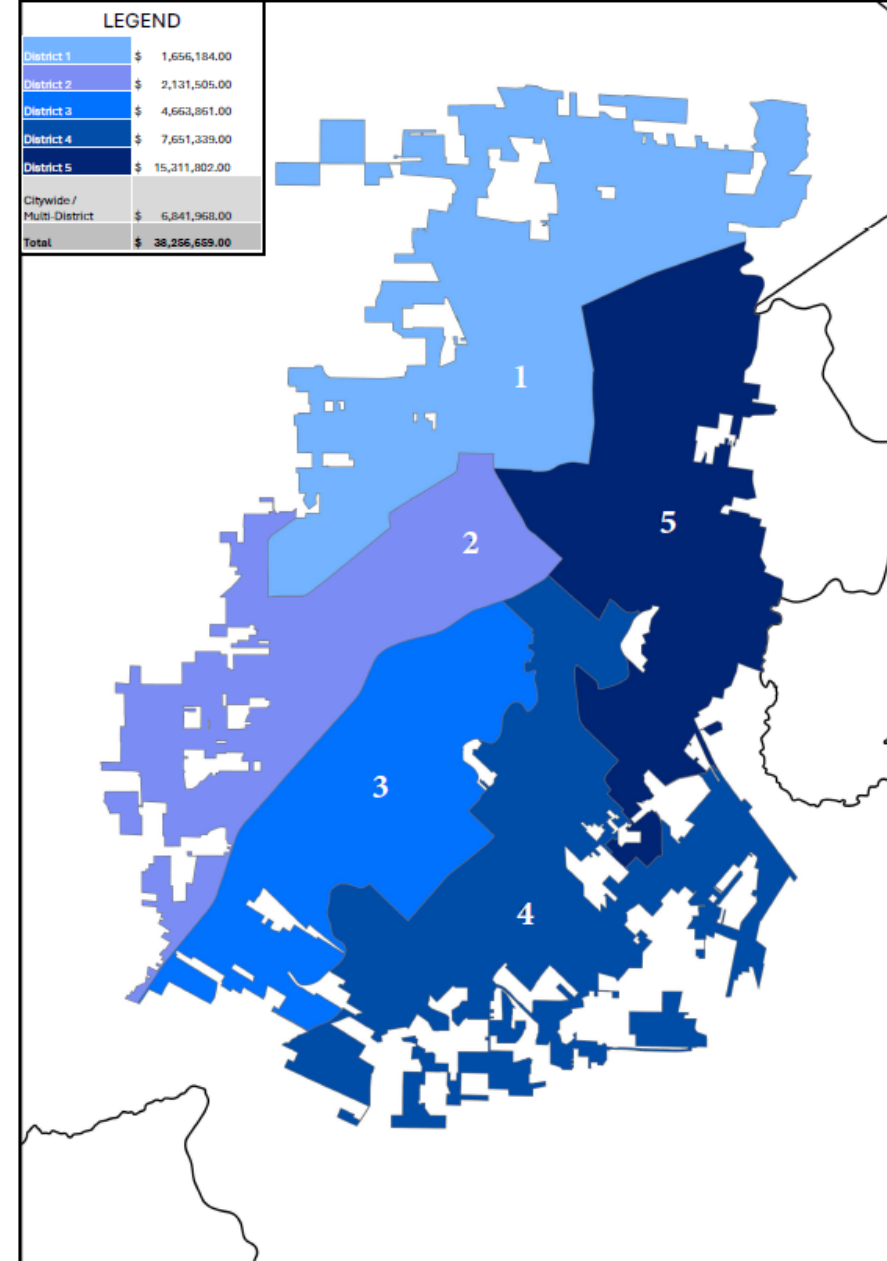 LEGEND
District 1 $ 1,656,184.00
District 2 $ 2,131,505.00
District 3 $ 4,663,861.00
District 4 $ 7,651,339.00
District 5 $ 15,311,802.00
Citywide /
Multi-District $ 6,841,968.00
Total $ 38,256,659.00
1
5
2
3
4